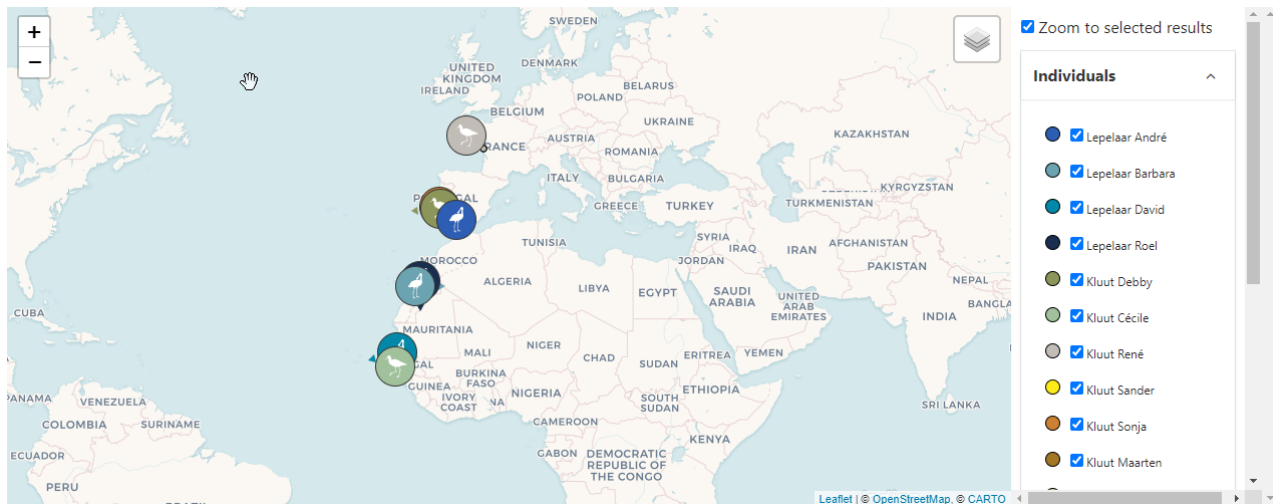 +
−
SWEDEN
DENMARK
UNITED
KINGDOM
IRELAND
BELARUS
POLAND
BELGIUM
UKRAINE
KAZAKHSTAN
AUSTRIA
RANCE
ROMANIA
ITALY
BULGARIA
KYRGYZSTAN
GREECE
TURKEY
TURKMENISTAN
TUNISIA
SYRIA
IRAQ
IRAN
AFGHANISTAN
MOROCCO
JORDAN
PAKISTAN
ALGERIA
LIBYA
EGYPT
SAUDI
ARABIA
UNITED
ARAB
EMIRATES
NEPAL
BANGLA
INDIA
CUBA
MAURITANIA
NIGER
MALI
CHAD
SUDAN
ERITREA
YEMEN
GAL
GUINEA
BURKINA
FASO
IVORY
COAST
NA
NIGERIA
SOUTH
SUDAN
ETHIOPIA
SRI LANKA
PANAMA
VENEZUELA
COLOMBIA
SURINAME
CAMEROON
KENYA
ECUADOR
GABON
DEMOCRATIC
REPUBLIC OF
THE CONGO
PERU
Leaflet | © OpenStreetMap, © CARTO
Zoom to selected results
Individuals
Lepelaar André
Lepelaar Barbara
Lepelaar David
Lepelaar Roel
Kluut Debby
Kluut Cécile
Kluut René
Kluut Sander
Kluut Sonja
Kluut Maarten